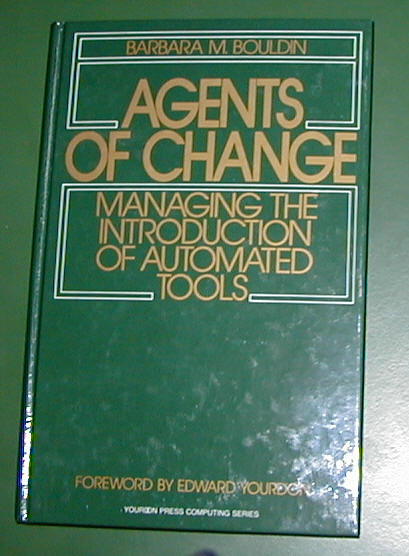 BARBARA M. BOULDIN
AGENTS
OF CHANGE
MANAGING THE
INTRODUCTION
OF AUTOMATED
TOOLS
FOREWORD BY EDWARD YOURDON
YOURDON PRESS COMPUTING SERIES